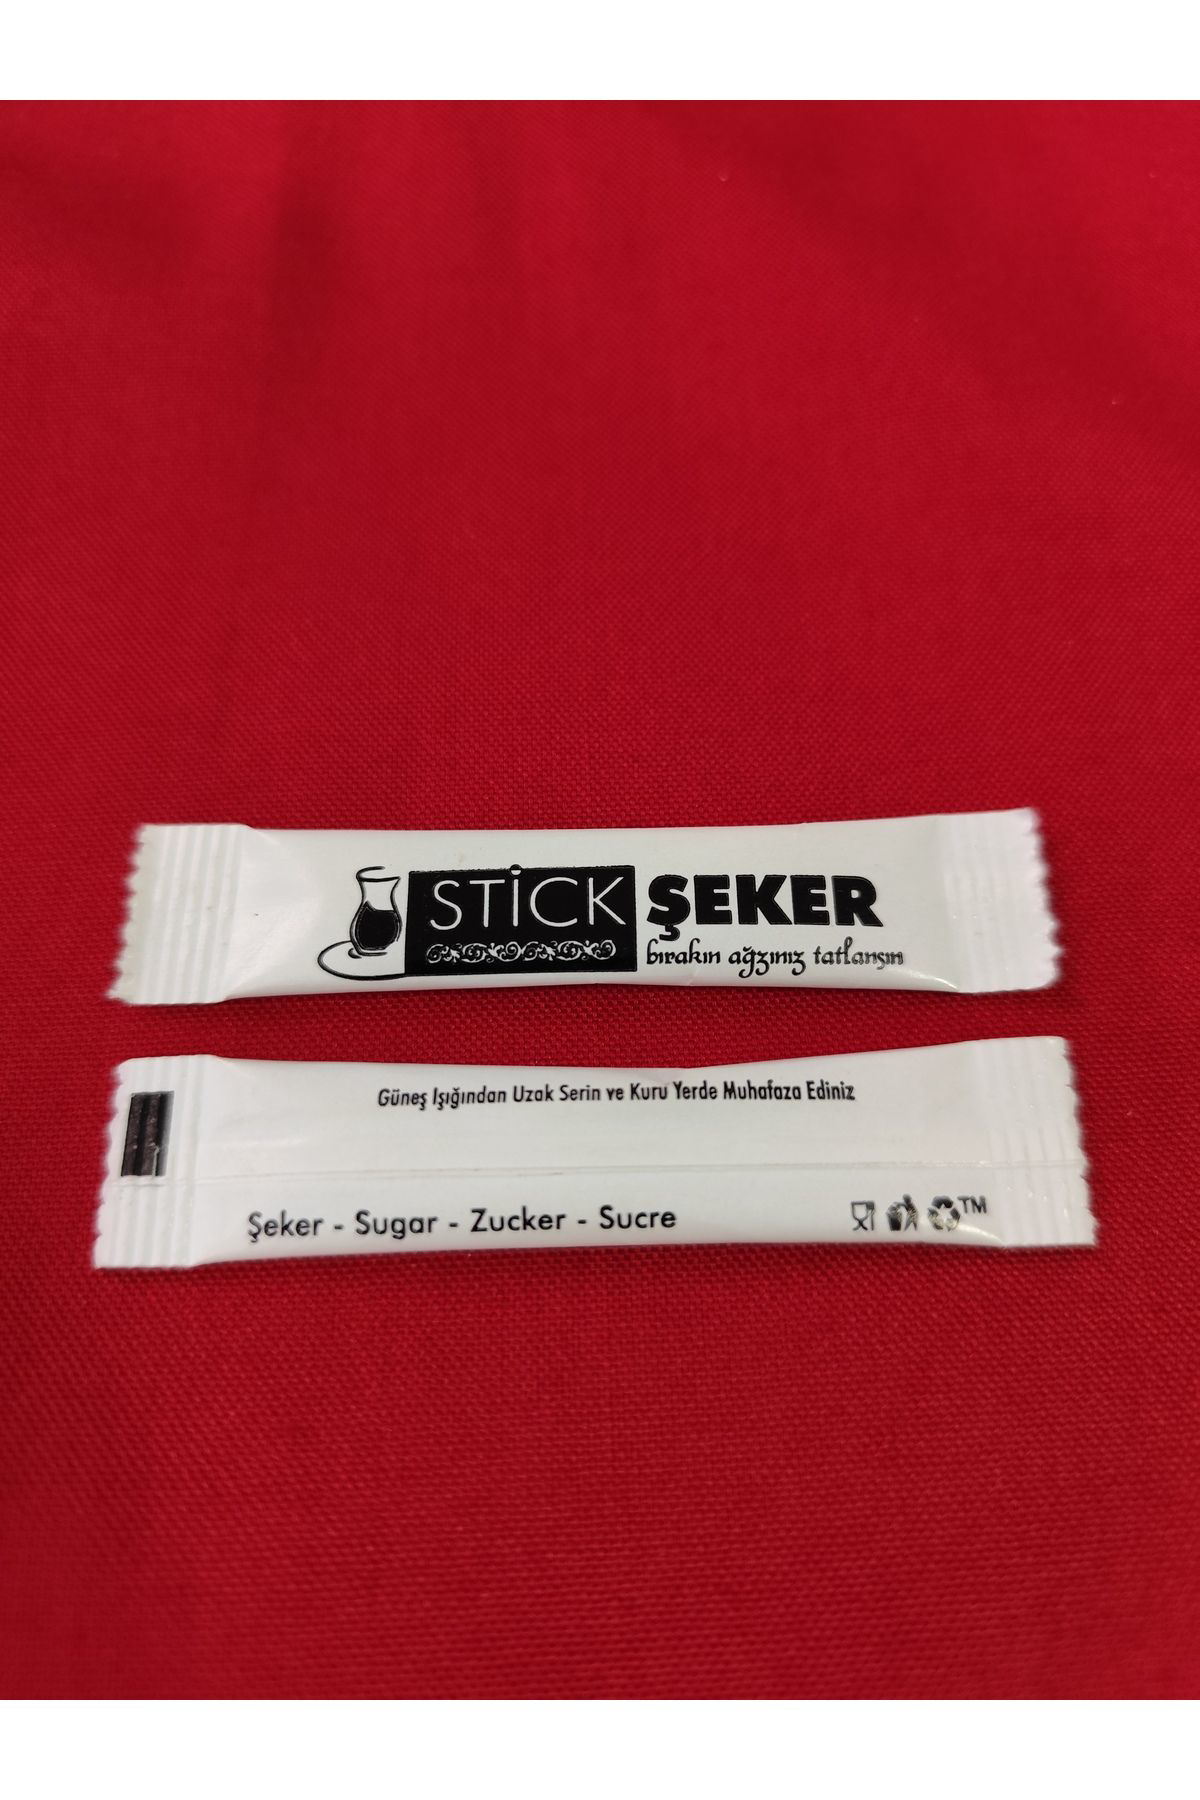 STİCK ŞEKER
bırakın ağzınız tatlansın
Güneş Işığından Uzak Serin ve Kuru Yerde Muhafaza Ediniz
Şeker - Sugar - Zucker - Sucre
TM